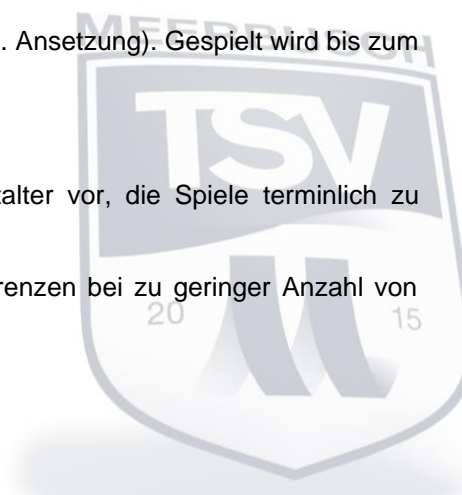 MEERBUSCH
. Ansetzung). Gespielt wird bis zum
TSV
talter vor, die Spiele terminlich zu
renzen bei zu geringer Anzahl von
20 15